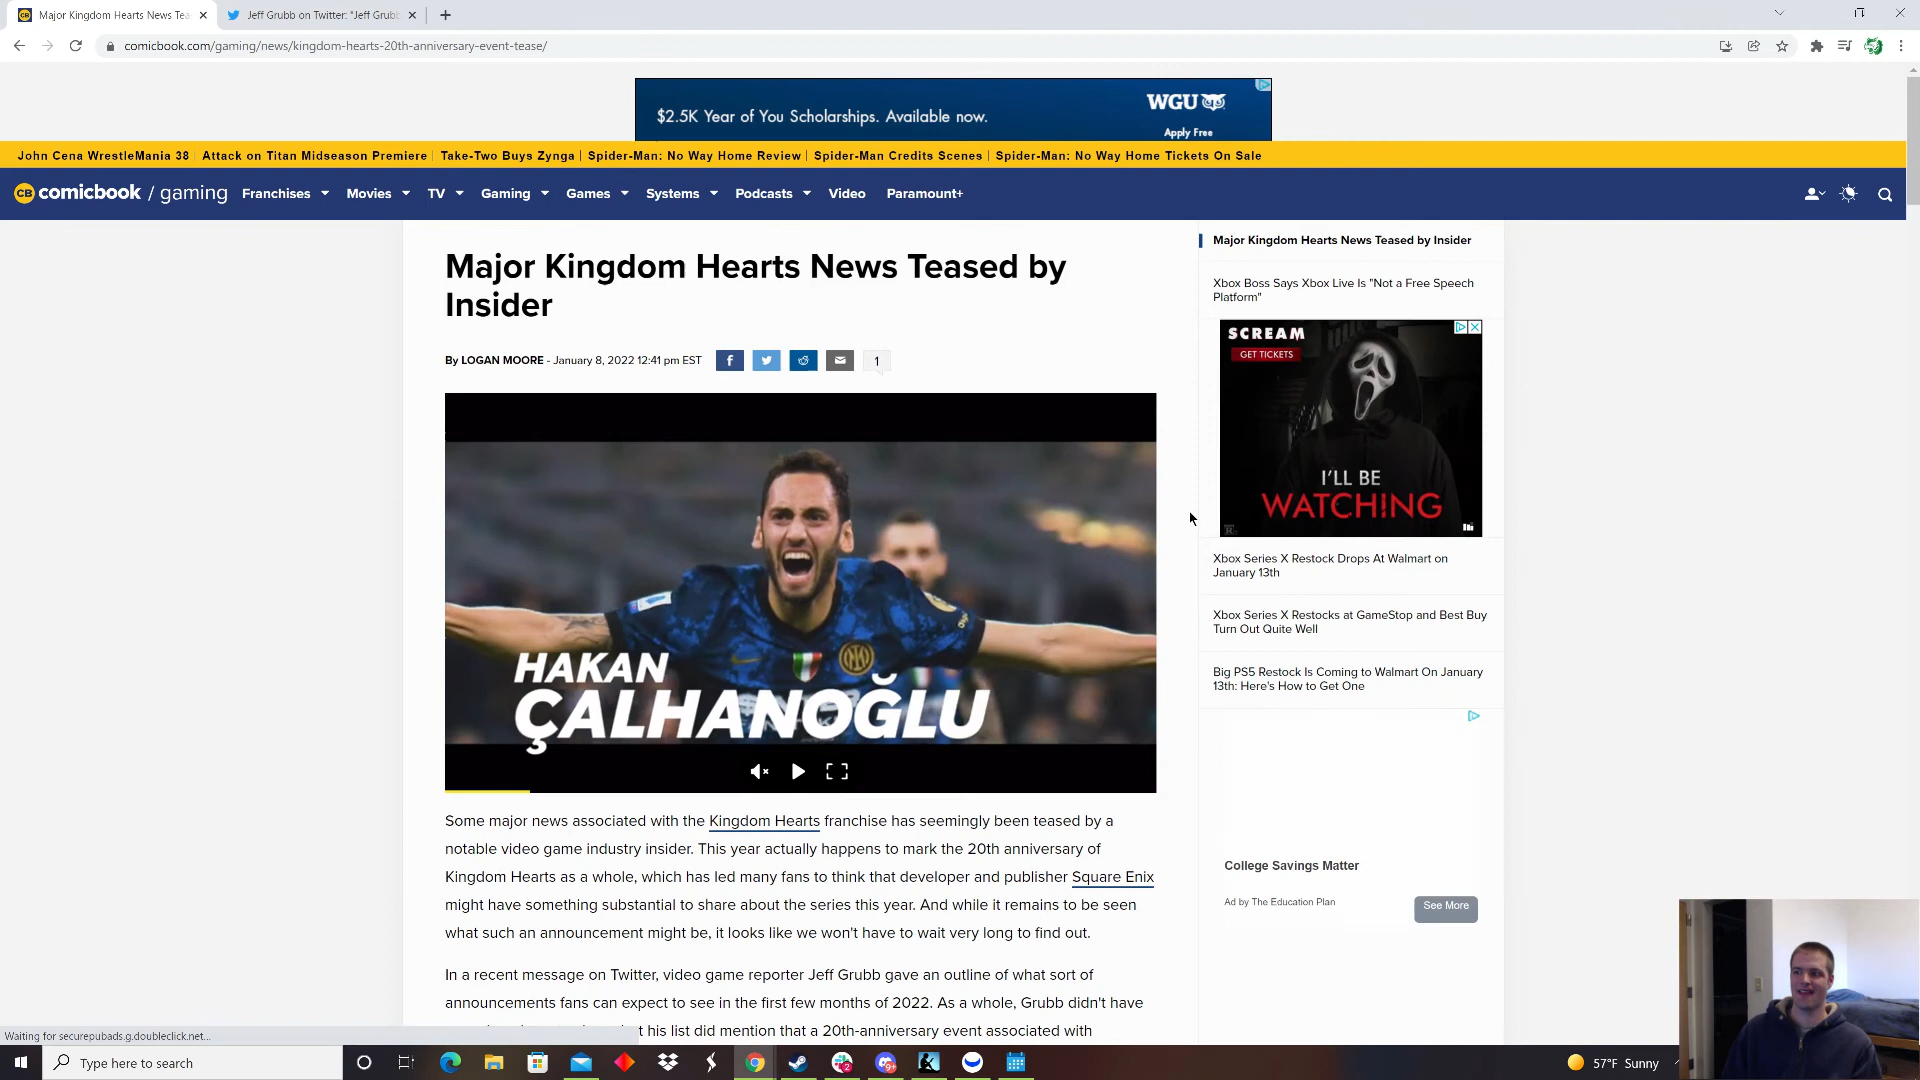 Major Kingdom Hearts News Tea
Jeff Grubb on Twitter: "Jeff Grub
comicbook.com/gaming/news/kingdom-hearts-20th-anniversary-event-tease/
$2.5K Year of You Scholarships. Available now.
WGU
Apply Free
John Cena WrestleMania 38 | Attack on Titan Midseason Premiere | Take-Two Buys Zynga | Spider-Man: No Way Home Review | Spider-Man Credits Scenes | Spider-Man: No Way Home Tickets On Sale
CB comicbook / gaming Franchises Movies TV Gaming Games Systems Podcasts Video Paramount+
Major Kingdom Hearts News Teased by
Insider
By LOGAN MOORE - January 8, 2022 12:41 pm EST
1
HAKAN
ÇALHANOĞLU
Some major news associated with the Kingdom Hearts franchise has seemingly been teased by a
notable video game industry insider. This year actually happens to mark the 20th anniversary of
Kingdom Hearts as a whole, which has led many fans to think that developer and publisher Square Enix
might have something substantial to share about the series this year. And while it remains to be seen
what such an announcement might be, it looks like we won't have to wait very long to find out.
In a recent message on Twitter, video game reporter Jeff Grubb gave an outline of what sort of
announcements fans can expect to see in the first few months of 2022. As a whole, Grubb didn't have
t his list did mention that a 20th-anniversary event associated with
Major Kingdom Hearts News Teased by Insider
Xbox Boss Says Xbox Live Is "Not a Free Speech
Platform"
SCREAM
GET TICKETS
I'LL BE
WATCHING
Xbox Series X Restock Drops At Walmart on
January 13th
Xbox Series X Restocks at GameStop and Best Buy
Turn Out Quite Well
Big PS5 Restock Is Coming to Walmart On January
13th: Here's How to Get One
College Savings Matter
Ad by The Education Plan
See More
Waiting for securepubads.g.doubleclick.net...
Type here to search
57°F Sunny